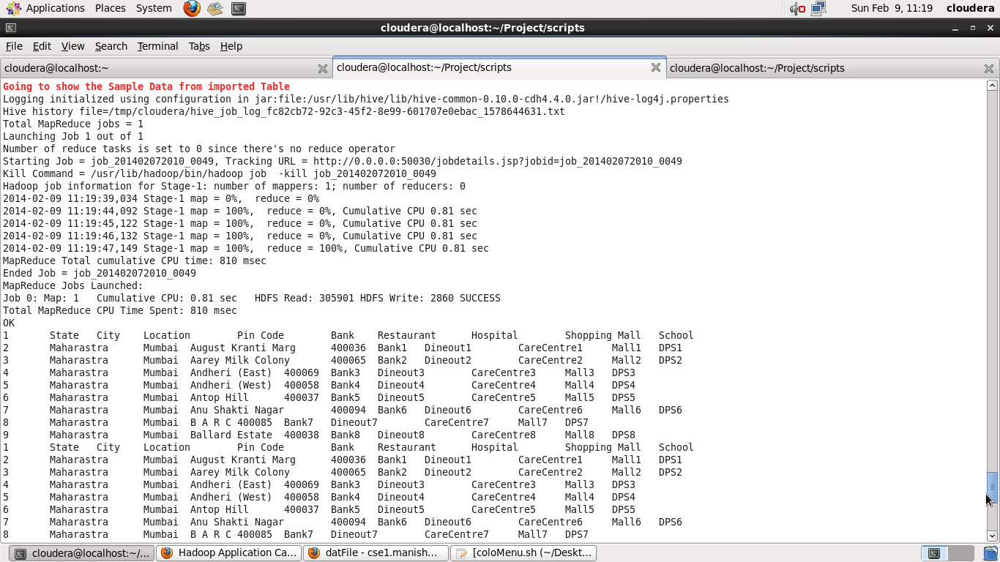 Applications Places System Sun Feb 9, 11:19 cloudera
cloudera@localhost:~/Project/scripts
File Edit View Search Terminal Tabs Help
cloudera@localhost:~ cloudera@localhost:~/Project/scripts cloudera@localhost:~/Project/scripts
Going to show the Sample Data from imported Table
Logging initialized using configuration in jar:file:/usr/lib/hive/lib/hive-common-0.10.0-cdh4.4.0.jar!/hive-log4j.properties
Hive history file=/tmp/cloudera/hive_job_log_fc82cb72-92c3-45f2-8e99-601707e0ebac_1578644631.txt
Total MapReduce jobs = 1
Launching Job 1 out of 1
Number of reduce tasks is set to 0 since there's no reduce operator
Starting Job = job_201402072010_0049, Tracking URL = http://0.0.0.0:50030/jobdetails.jsp?jobid=job_201402072010_0049
Kill Command = /usr/lib/hadoop/bin/hadoop job  -kill job_201402072010_0049
Hadoop job information for Stage-1: number of mappers: 1; number of reducers: 0
2014-02-09 11:19:39,034 Stage-1 map = 0%,  reduce = 0%
2014-02-09 11:19:44,092 Stage-1 map = 100%,  reduce = 0%, Cumulative CPU 0.81 sec
2014-02-09 11:19:45,122 Stage-1 map = 100%,  reduce = 0%, Cumulative CPU 0.81 sec
2014-02-09 11:19:46,132 Stage-1 map = 100%,  reduce = 0%, Cumulative CPU 0.81 sec
2014-02-09 11:19:47,149 Stage-1 map = 100%,  reduce = 100%, Cumulative CPU 0.81 sec
MapReduce Total cumulative CPU time: 810 msec
Ended Job = job_201402072010_0049
MapReduce Jobs Launched:
Job 0: Map: 1   Cumulative CPU: 0.81 sec   HDFS Read: 305901 HDFS Write: 2860 SUCCESS
Total MapReduce CPU Time Spent: 810 msec
OK
1 State City Location Pin Code Bank Restaurant Hospital Shopping Mall School
2 Maharastra Mumbai August Kranti Marg 400036 Bank1 Dineout1 CareCentre1 Mall1 DPS1
3 Maharastra Mumbai Aarey Milk Colony 400065 Bank2 Dineout2 CareCentre2 Mall2 DPS2
4 Maharastra Mumbai Andheri (East) 400069 Bank3 Dineout3 CareCentre3 Mall3 DPS3
5 Maharastra Mumbai Andheri (West) 400058 Bank4 Dineout4 CareCentre4 Mall4 DPS4
6 Maharastra Mumbai Antop Hill 400037 Bank5 Dineout5 CareCentre5 Mall5 DPS5
7 Maharastra Mumbai Anu Shakti Nagar 400094 Bank6 Dineout6 CareCentre6 Mall6 DPS6
8 Maharastra Mumbai B A R C 400085 Bank7 Dineout7 CareCentre7 Mall7 DPS7
9 Maharastra Mumbai Ballard Estate 400038 Bank8 Dineout8 CareCentre8 Mall8 DPS8
1 State City Location Pin Code Bank Restaurant Hospital Shopping Mall School
2 Maharastra Mumbai August Kranti Marg 400036 Bank1 Dineout1 CareCentre1 Mall1 DPS1
3 Maharastra Mumbai Aarey Milk Colony 400065 Bank2 Dineout2 CareCentre2 Mall2 DPS2
4 Maharastra Mumbai Andheri (East) 400069 Bank3 Dineout3 CareCentre3 Mall3 DPS3
5 Maharastra Mumbai Andheri (West) 400058 Bank4 Dineout4 CareCentre4 Mall4 DPS4
6 Maharastra Mumbai Antop Hill 400037 Bank5 Dineout5 CareCentre5 Mall5 DPS5
7 Maharastra Mumbai Anu Shakti Nagar 400094 Bank6 Dineout6 CareCentre6 Mall6 DPS6
8 Maharastra Mumbai B A R C 400085 Bank7 Dineout7 CareCentre7 Mall7 DPS7
cloudera@localhost:~/... Hadoop Application Ca... datFile - cse1.manish... [coloMenu.sh (~/Deskt...